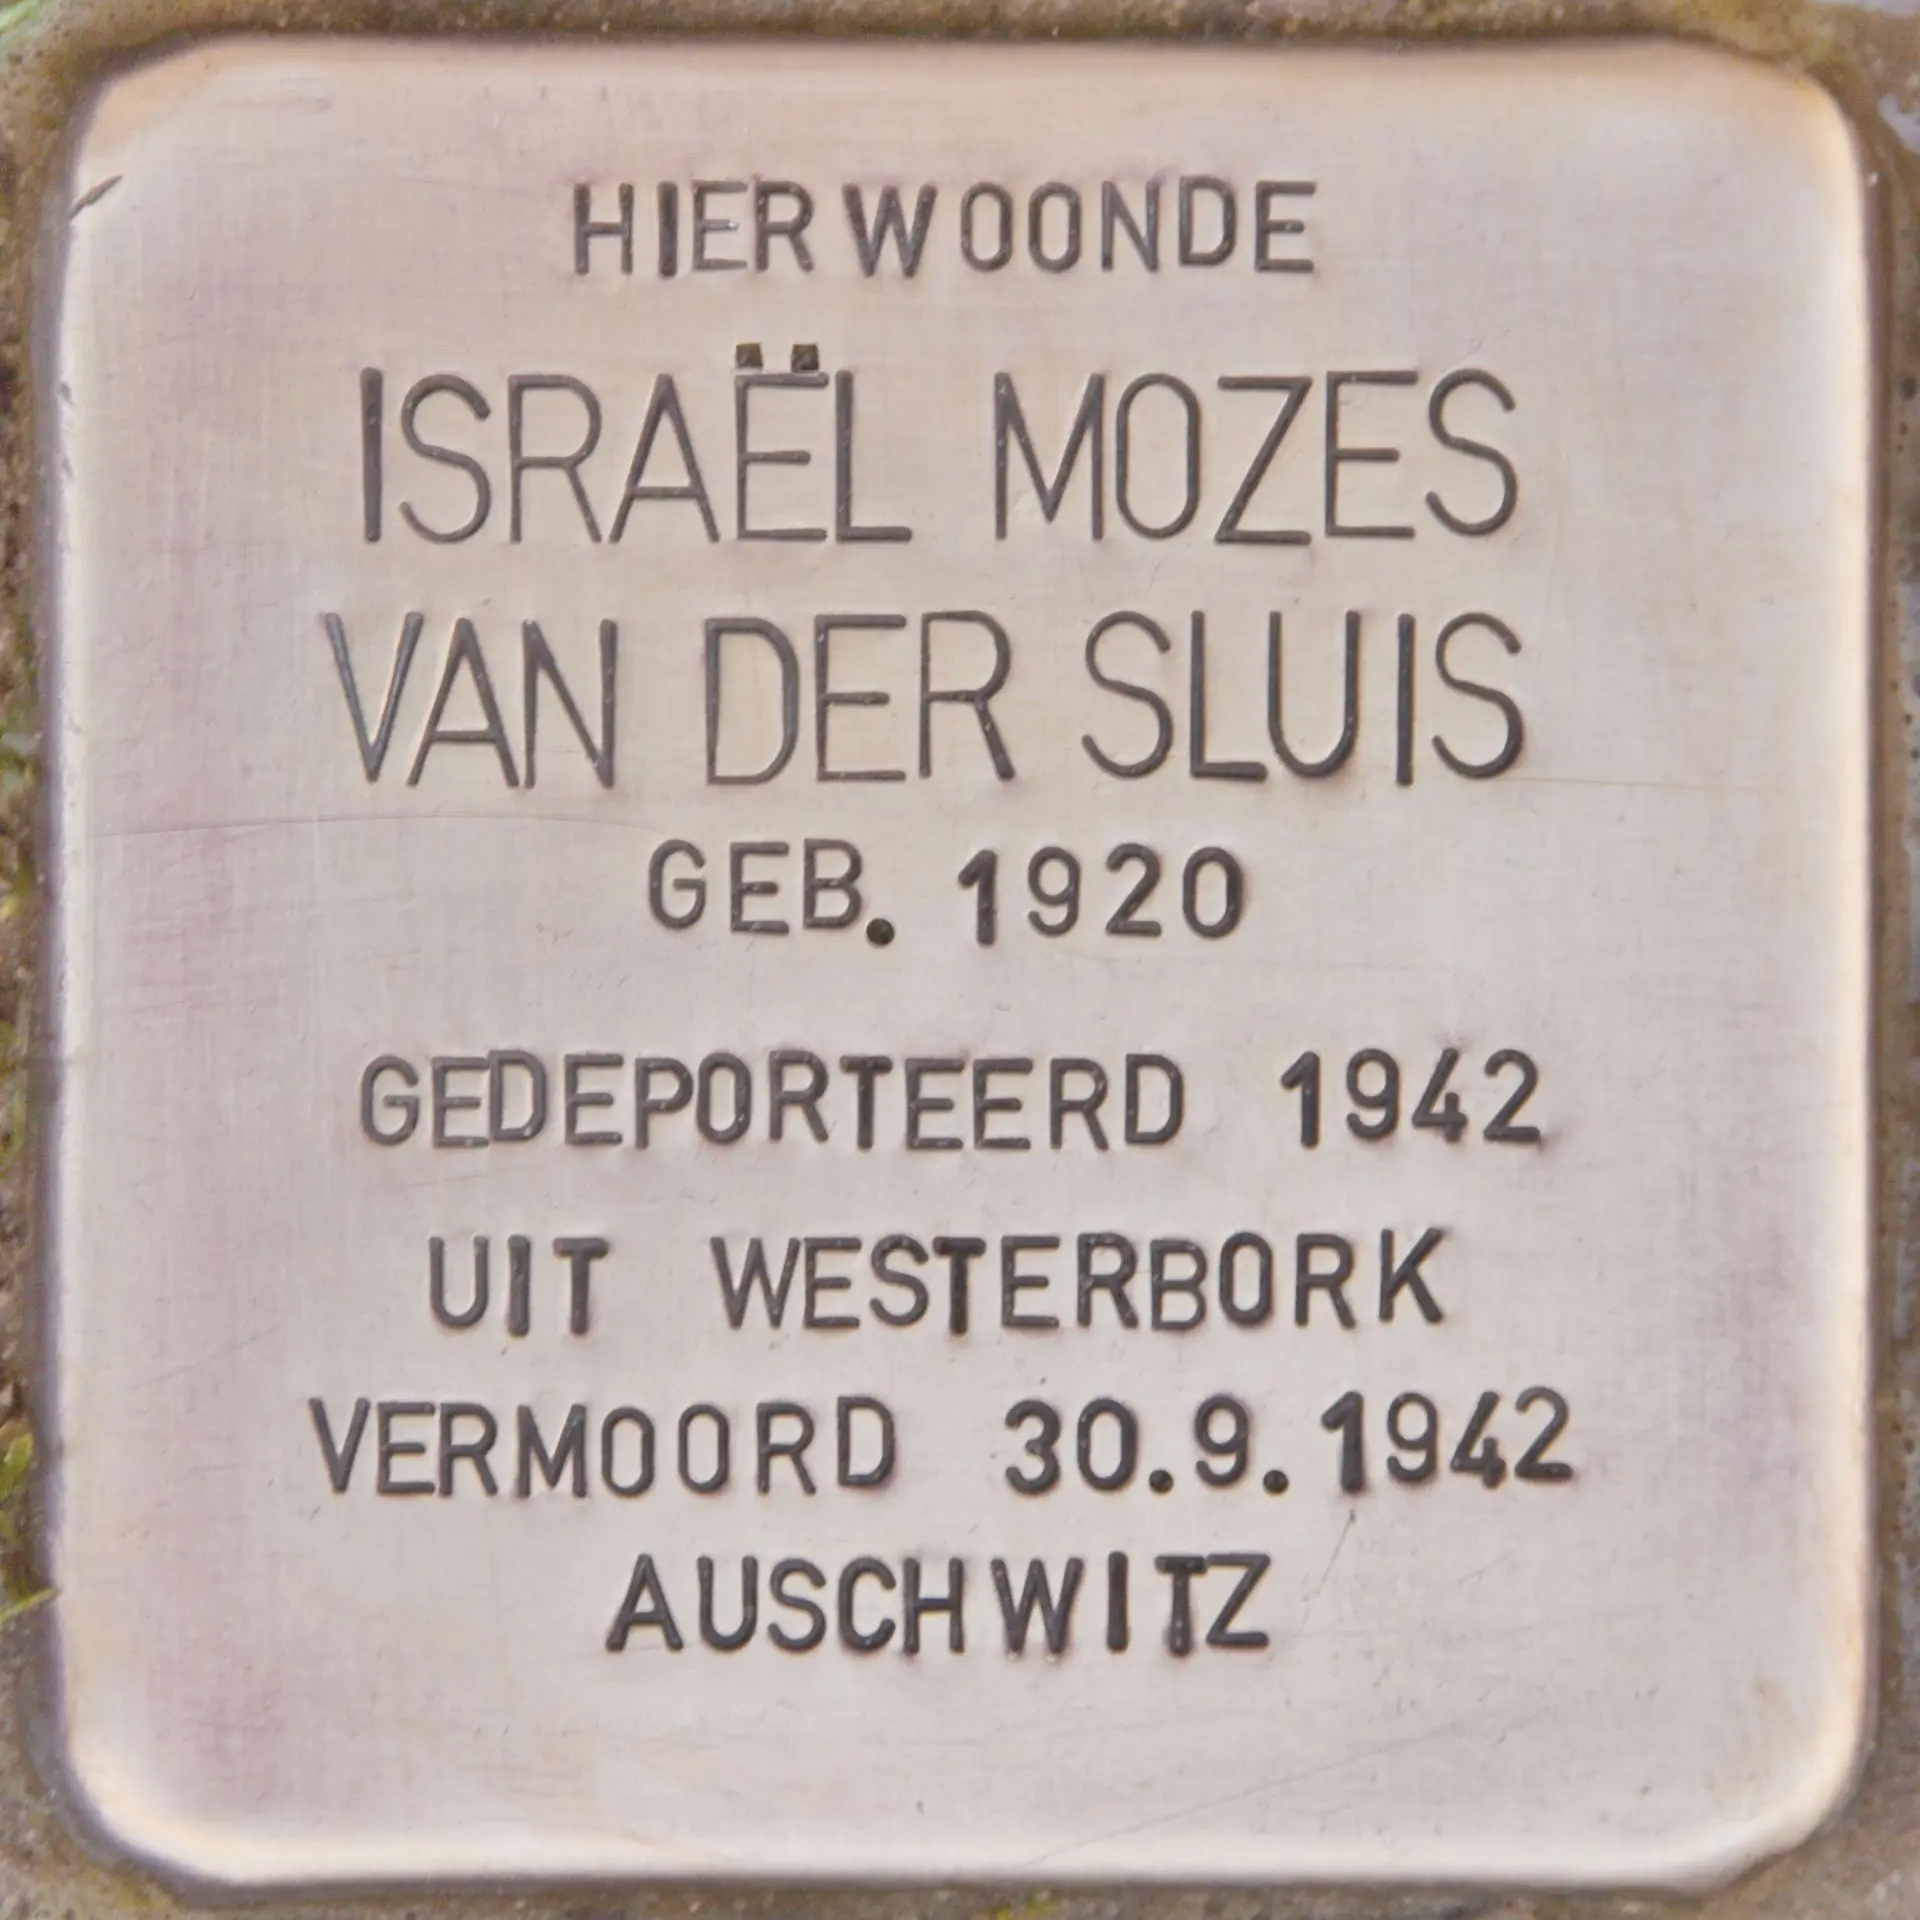 HIER WOONDE
ISRAËL MOZES
VAN DER SLUIS
GEB. 1920
GEDEPORTEERD 1942
UIT WESTERBORK
VERMOORD 30.9.1942
AUSCHWITZ